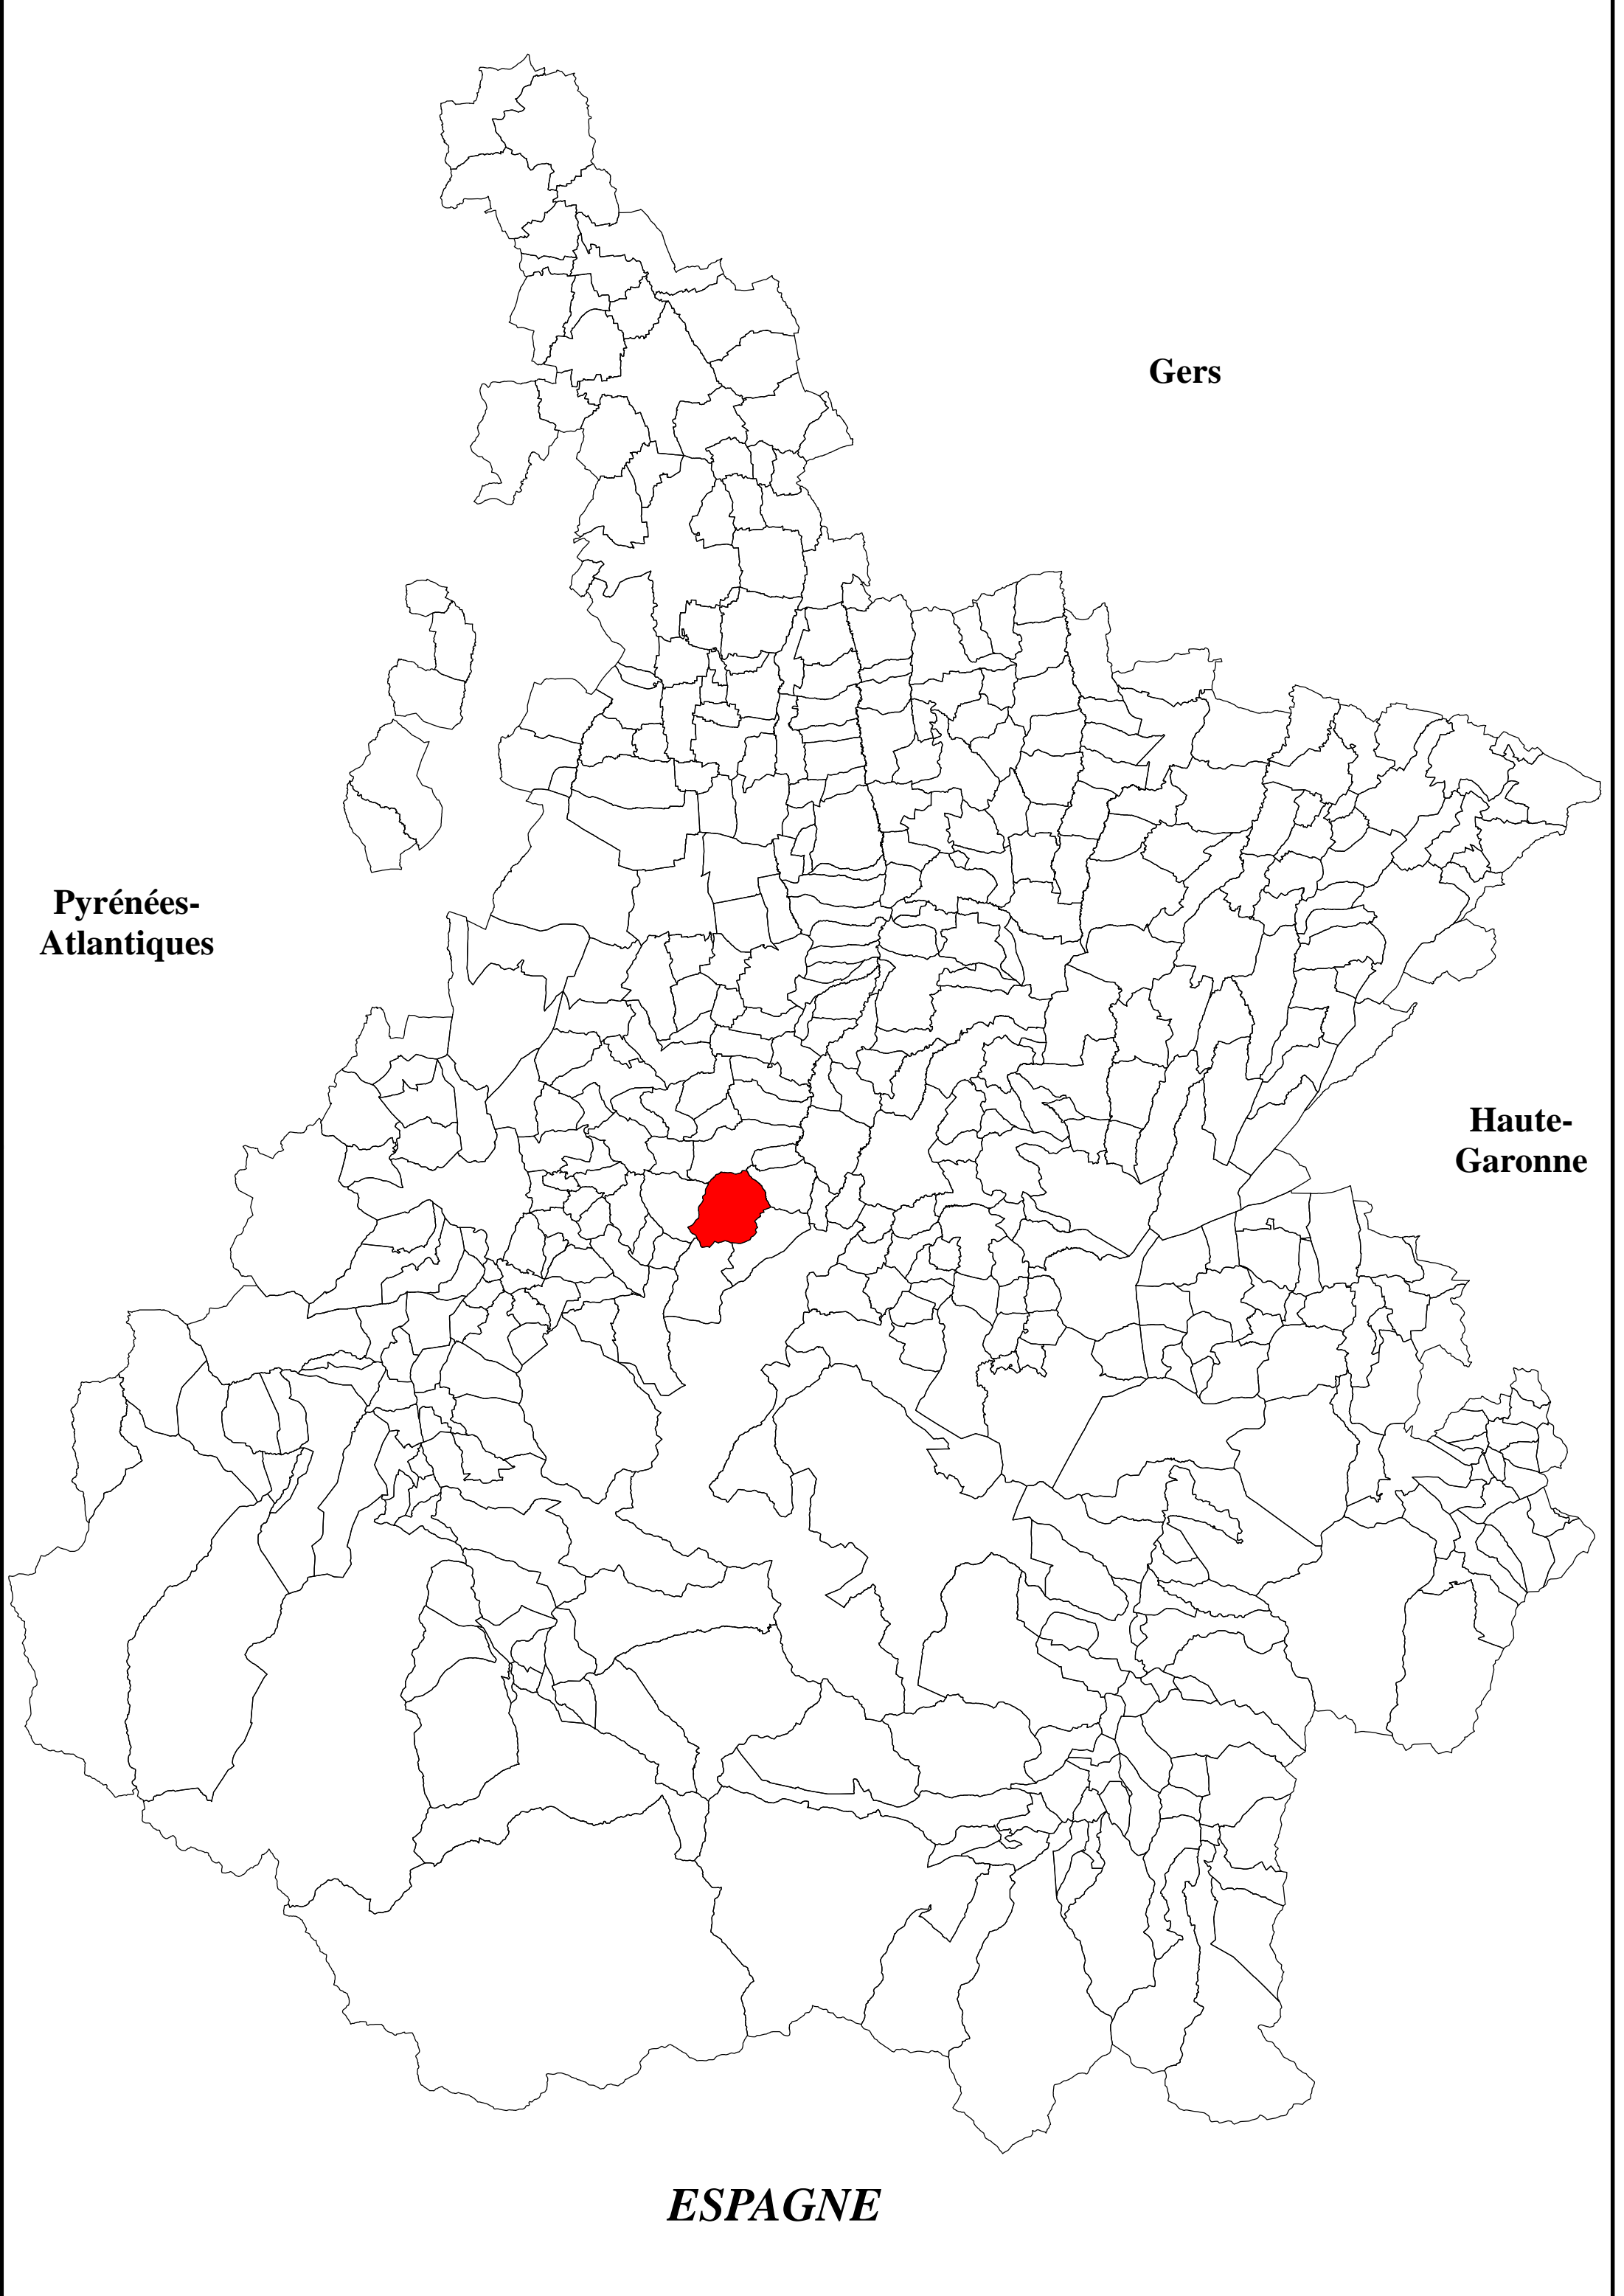 Gers
Pyrénées-
Atlantiques
Haute-
Garonne
ESPAGNE